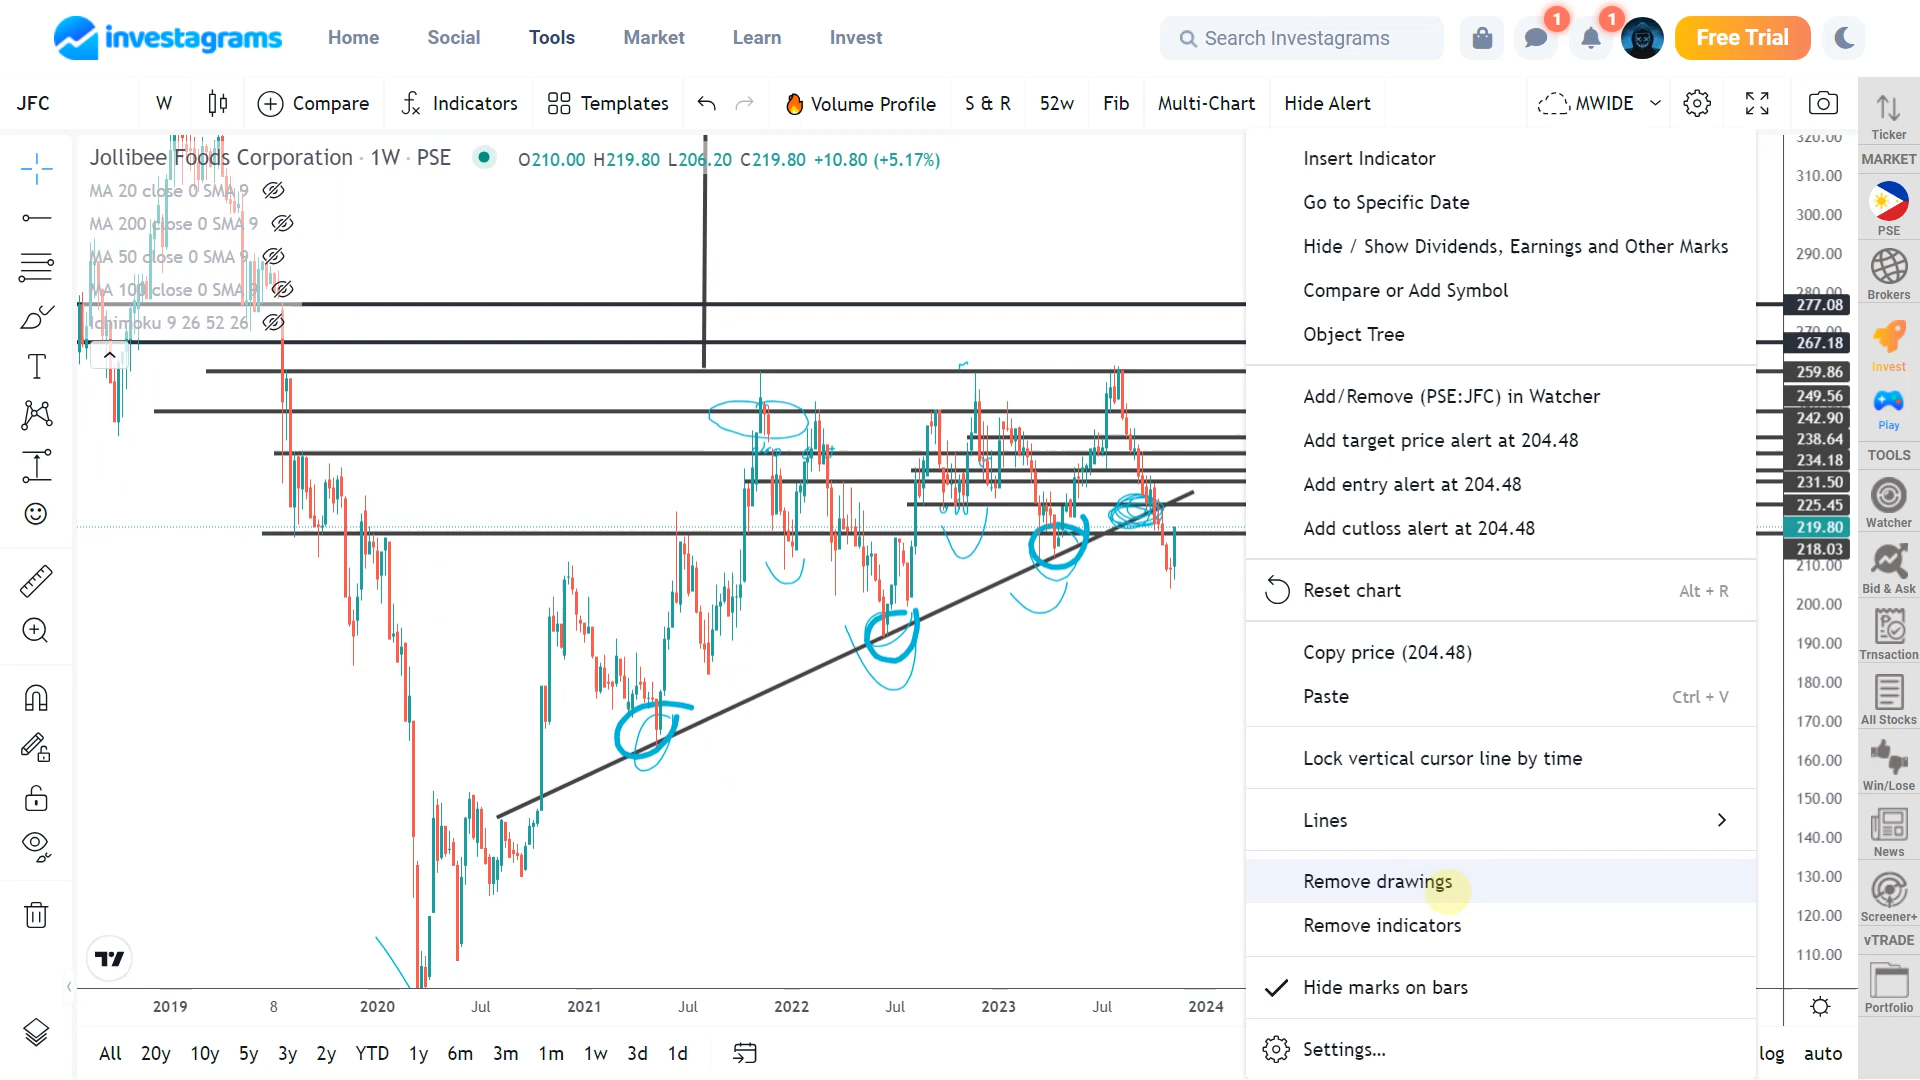 investagrams
Home
Social
Tools
Market
Learn
Invest
Search Investagrams
1
1
Free Trial
JFC
W
Compare
Indicators
Templates
Volume Profile
S & R
52w
Fib
Multi-Chart
Hide Alert
MWIDE
Ticker
MARKET
PSE
Brokers
Invest
Play
TOOLS
Watcher
Bid & Ask
Trnsaction
All Stocks
Win/Lose
News
Screener+
vTRADE
Portfolio
Jollibee Foods Corporation · 1W · PSE
O210.00 H219.80 L206.20 C219.80 +10.80 (+5.17%)
MA 20 close 0 SMA 9
MA 200 close 0 SMA 9
MA 50 close 0 SMA 9
MA 100 close 0 SMA 9
Ichimoku 9 26 52 26
Insert Indicator
Go to Specific Date
Hide / Show Dividends, Earnings and Other Marks
Compare or Add Symbol
Object Tree
Add/Remove (PSE:JFC) in Watcher
Add target price alert at 204.48
Add entry alert at 204.48
Add cutloss alert at 204.48
Reset chart Alt + R
Copy price (204.48)
Paste Ctrl + V
Lock vertical cursor line by time
Lines
Remove drawings
Remove indicators
Hide marks on bars
Settings...
320.00
310.00
300.00
290.00
280.00
277.08
270.00
267.18
259.86
249.56
242.90
238.64
234.18
231.50
225.45
219.80
218.03
210.00
200.00
190.00
180.00
170.00
160.00
150.00
140.00
130.00
120.00
110.00
2019
8
2020
Jul
2021
Jul
2022
Jul
2023
Jul
2024
All
20y
10y
5y
3y
2y
YTD
1y
6m
3m
1m
1w
3d
1d
log
auto